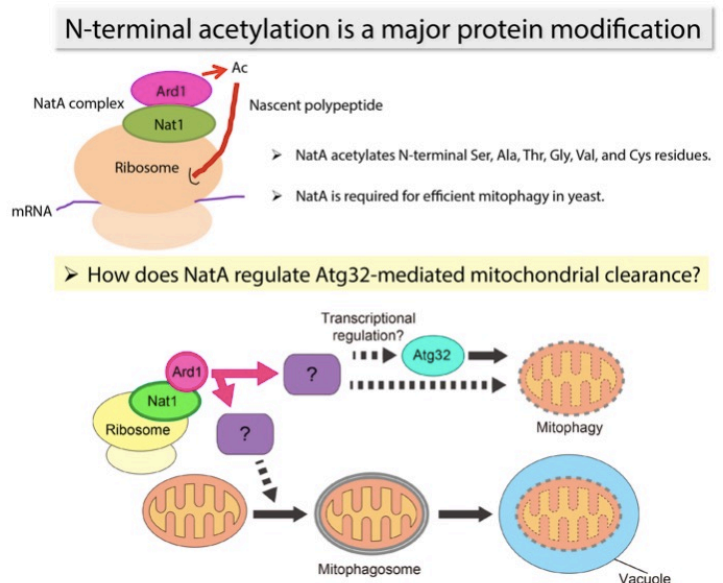 N-terminal acetylation is a major protein modification
Ac
Ard1
NatA complex
Nascent polypeptide
Nat1
Ribosome
➢ NatA acetylates N-terminal Ser, Ala, Thr, Gly, Val, and Cys residues.
➢ NatA is required for efficient mitophagy in yeast.
mRNA
➢ How does NatA regulate Atg32-mediated mitochondrial clearance?
Transcriptional
regulation?
Atg32
Ard1
?
Nat1
Ribosome
?
Mitophagy
Mitophagosome
Vacuole